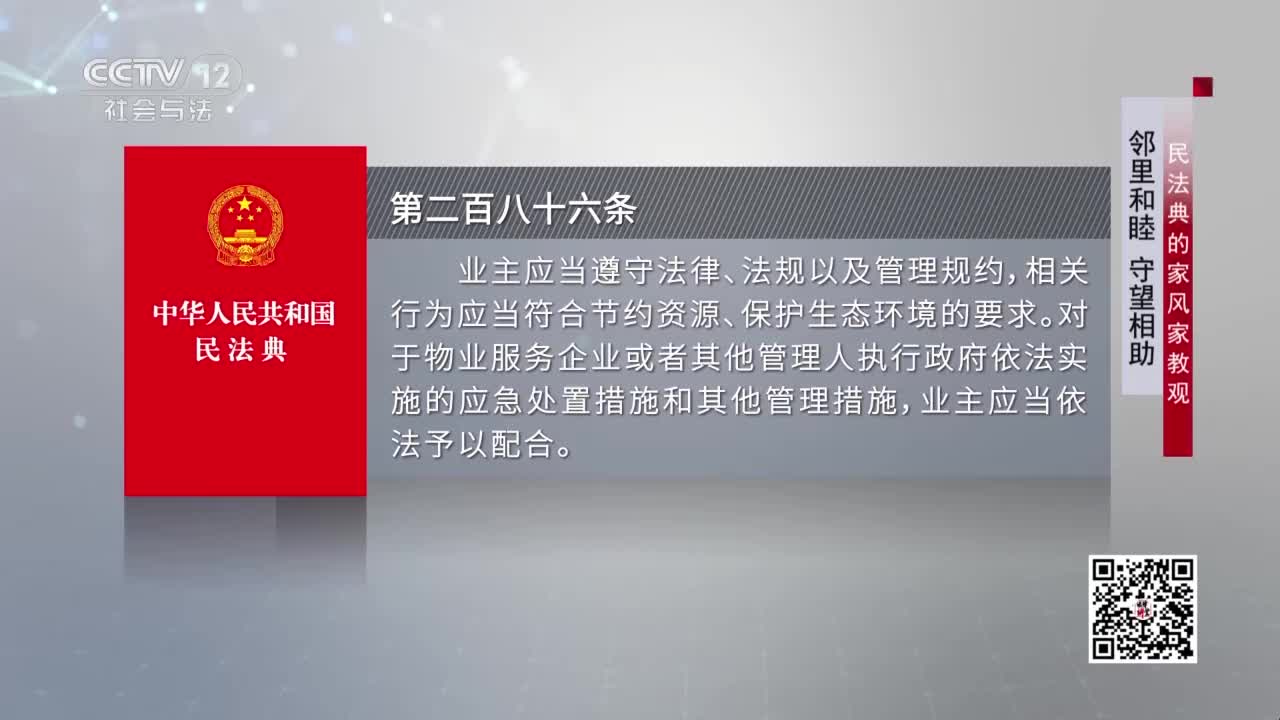 CCTV 12
社会与法
中华人民共和国
民法典
第二百八十六条
业主应当遵守法律、法规以及管理规约，相关
行为应当符合节约资源、保护生态环境的要求。对
于物业服务企业或者其他管理人执行政府依法实
施的应急处置措施和其他管理措施，业主应当依
法予以配合。
民法典的家风家教观
邻里和睦 守望相助